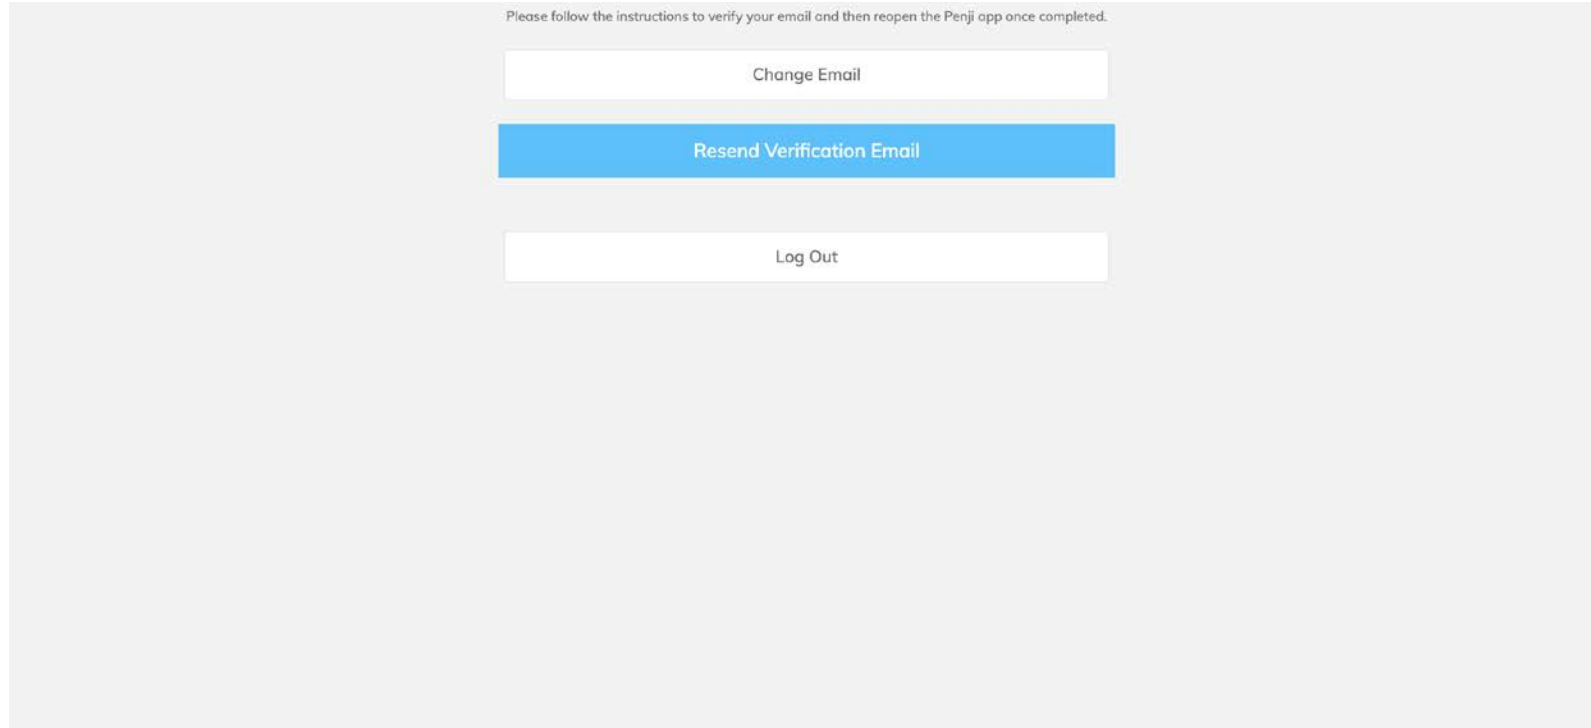 Please follow the instructions to verify your email and then reopen the Penji app once completed.
Change Email
Resend Verification Email
Log Out